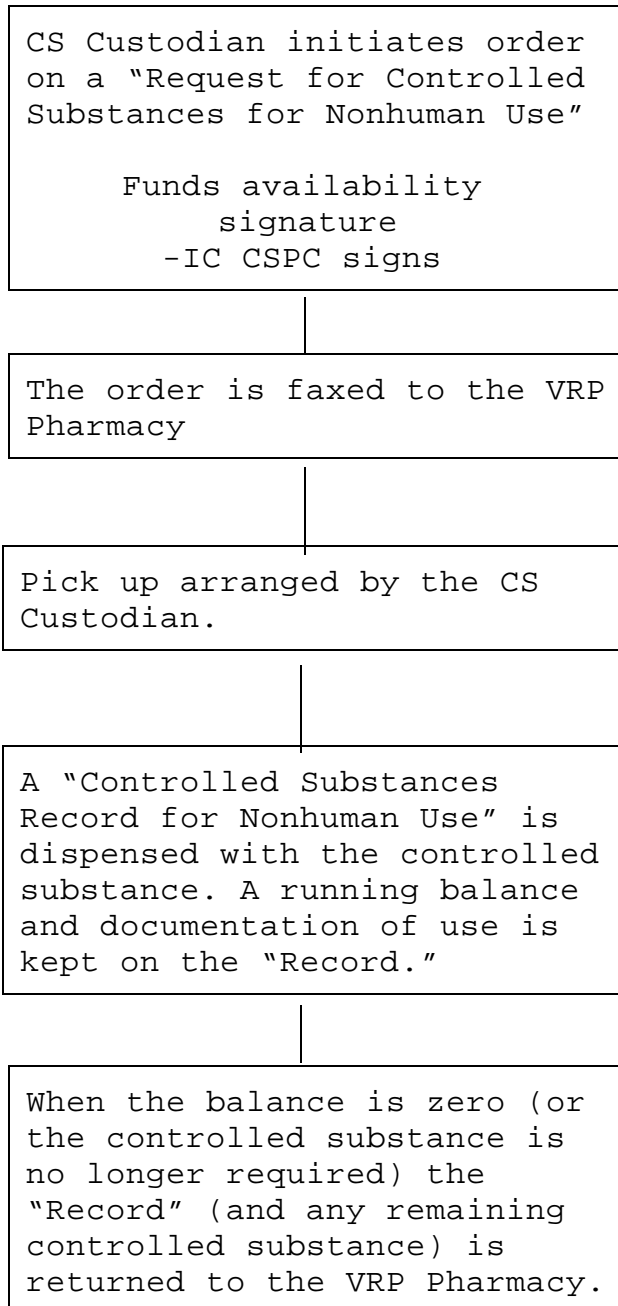 CS Custodian initiates order
on a “Request for Controlled
Substances for Nonhuman Use”
Funds availability
signature
-IC CSPC signs
The order is faxed to the VRP
Pharmacy
Pick up arranged by the CS
Custodian.
A “Controlled Substances
Record for Nonhuman Use” is
dispensed with the controlled
substance. A running balance
and documentation of use is
kept on the “Record.”
When the balance is zero (or
the controlled substance is
no longer required) the
“Record” (and any remaining
controlled substance) is
returned to the VRP Pharmacy.